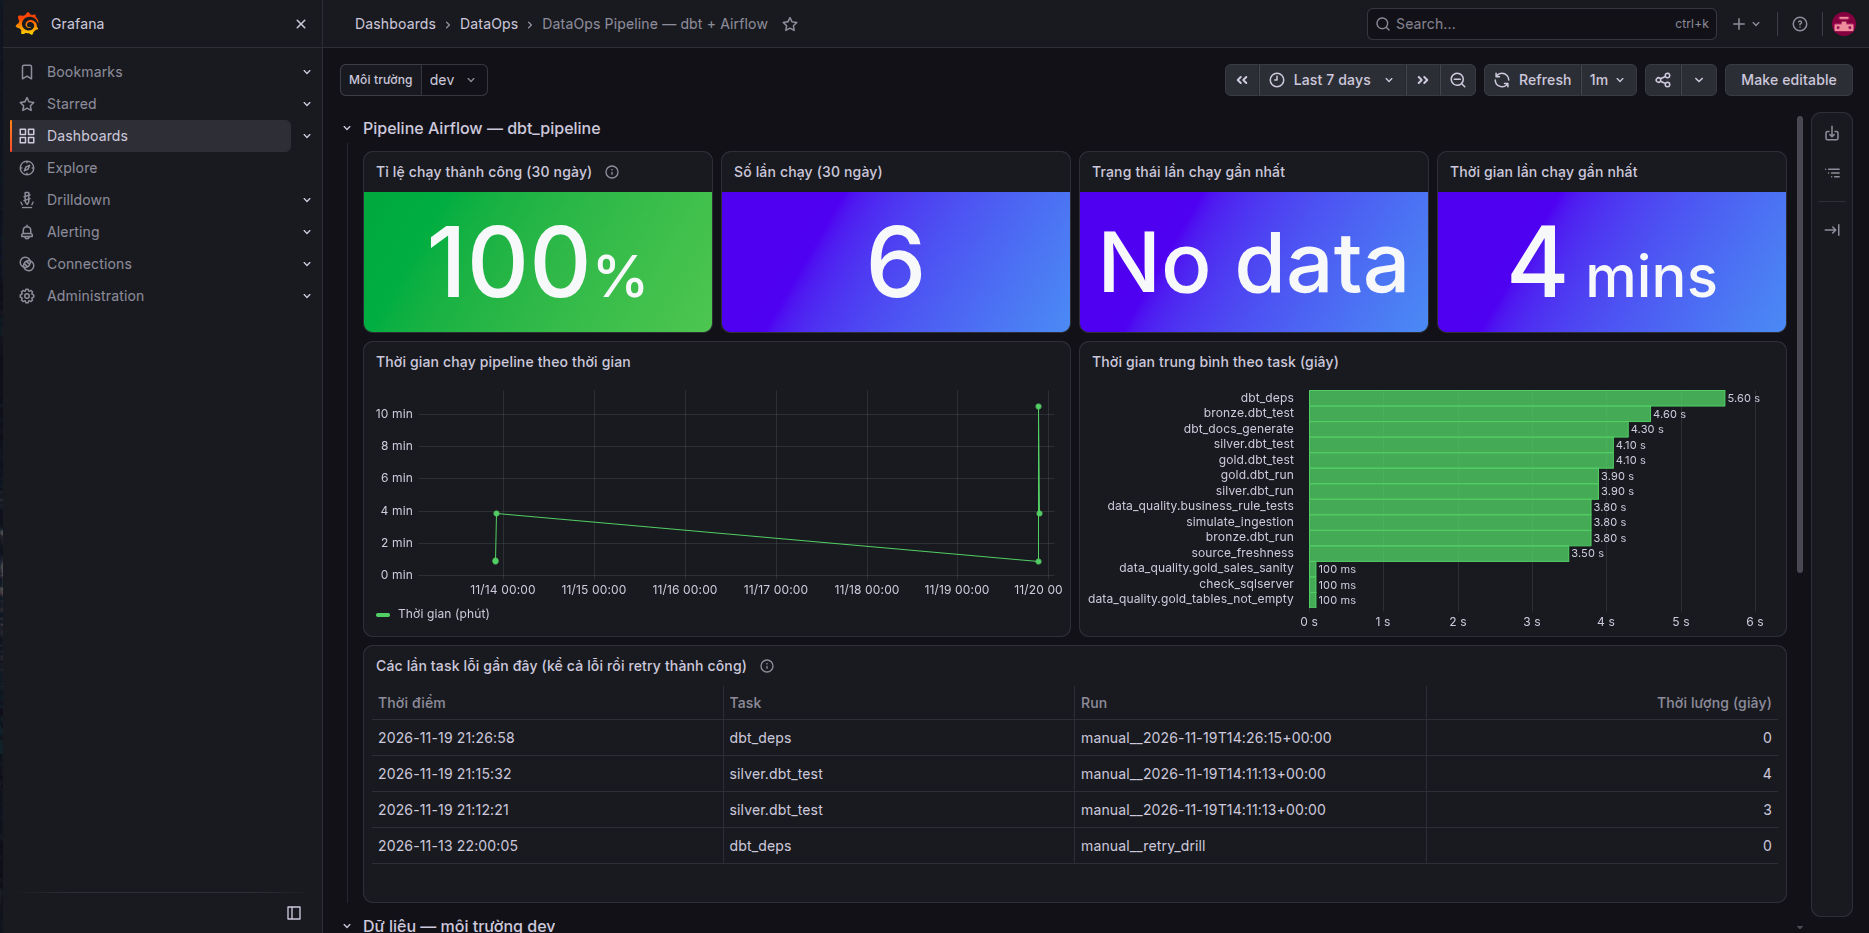 Grafana
Dashboards › DataOps › DataOps Pipeline — dbt + Airflow
Search...
ctrl+k
Bookmarks
Starred
Dashboards
Explore
Drilldown
Alerting
Connections
Administration
Môi trường
dev
Last 7 days
Refresh
1m
Make editable
Pipeline Airflow — dbt_pipeline
Tỉ lệ chạy thành công (30 ngày)
100%
Số lần chạy (30 ngày)
6
Trạng thái lần chạy gần nhất
No data
Thời gian lần chạy gần nhất
4 mins
Thời gian chạy pipeline theo thời gian
10 min
8 min
6 min
4 min
2 min
0 min
11/14 00:00
11/15 00:00
11/16 00:00
11/17 00:00
11/18 00:00
11/19 00:00
11/20 00
Thời gian (phút)
Thời gian trung bình theo task (giây)
dbt_deps 5.60 s
bronze.dbt_test 4.60 s
dbt_docs_generate 4.30 s
silver.dbt_test 4.10 s
gold.dbt_test 4.10 s
gold.dbt_run 3.90 s
silver.dbt_run 3.90 s
data_quality.business_rule_tests 3.80 s
simulate_ingestion 3.80 s
bronze.dbt_run 3.80 s
source_freshness 3.50 s
data_quality.gold_sales_sanity 100 ms
check_sqlserver 100 ms
data_quality.gold_tables_not_empty 100 ms
0 s
1 s
2 s
3 s
4 s
5 s
6 s
Các lần task lỗi gần đây (kể cả lỗi rồi retry thành công)
Thời điểm Task Run Thời lượng (giây)
2026-11-19 21:26:58 dbt_deps manual__2026-11-19T14:26:15+00:00 0
2026-11-19 21:15:32 silver.dbt_test manual__2026-11-19T14:11:13+00:00 4
2026-11-19 21:12:21 silver.dbt_test manual__2026-11-19T14:11:13+00:00 3
2026-11-13 22:00:05 dbt_deps manual__retry_drill 0
Dữ liệu — môi trường dev